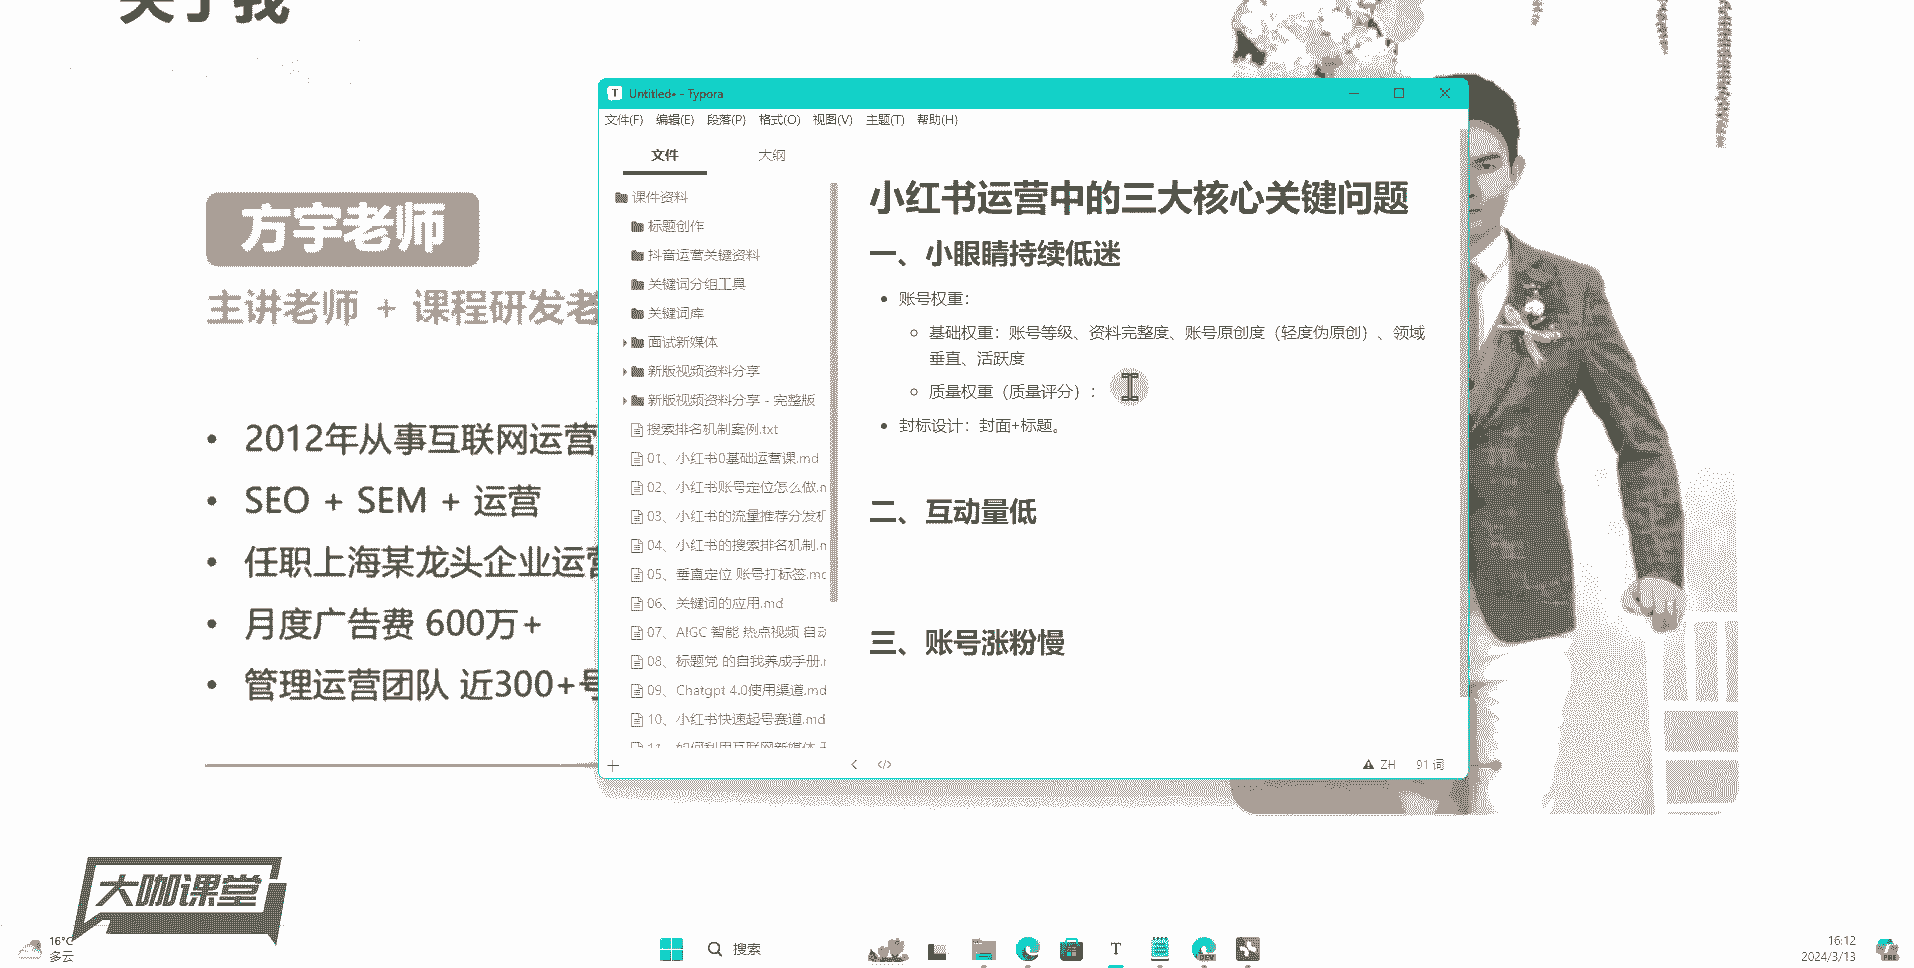 关于我
方宇老师
主讲老师 + 课程研发老
2012年从事互联网运营
SEO + SEM + 运营
任职上海某龙头企业运营
月度广告费 600万+
管理运营团队 近300+号
大咖课堂
Untitled• - Typora
文件(F) 编辑(E) 段落(P) 格式(O) 视图(V) 主题(T) 帮助(H)
文件 大纲
课件资料
标题创作
抖音运营关键资料
关键词分组工具
关键词库
面试新媒体
新版视频资料分享
新版视频资料分享 - 完整版
搜索排名机制案例.txt
01、小红书0基础运营课.md
02、小红书账号定位怎么做.n
03、小红书的流量推荐分发机
04、小红书的搜索排名机制.n
05、垂直定位 账号打标签.mc
06、关键词的应用.md
07、AIGC 智能 热点视频 自动
08、标题党 的自我养成手册.r
09、Chatgpt 4.0使用渠道.md
10、小红书快速起号赛道.md
11、如何利用互联网新媒体
小红书运营中的三大核心关键问题
一、小眼睛持续低迷
账号权重：
基础权重：账号等级、资料完整度、账号原创度（轻度伪原创）、领域
垂直、活跃度
质量权重（质量评分）：
封标设计：封面+标题。
二、互动量低
三、账号涨粉慢
ZH 91 词
16°C
多云
搜索
16:12
2024/3/13